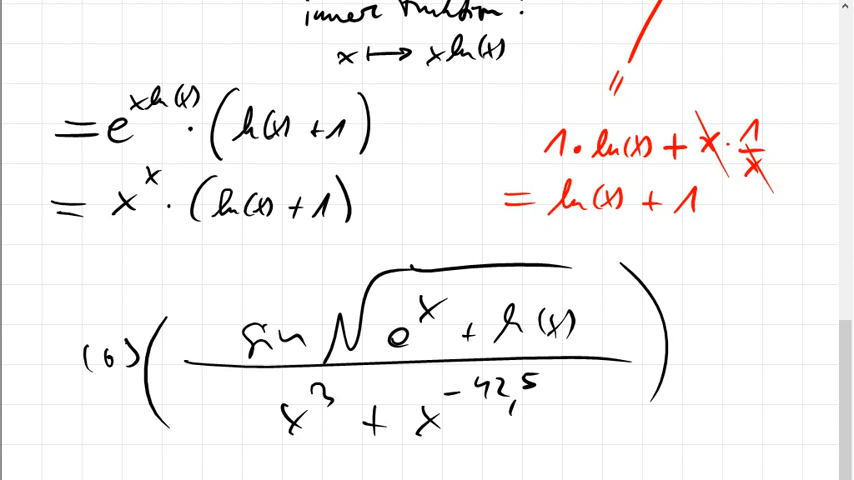 inner function:
x ↦ x ln(x)
= e^{x ln(x)} · (ln(x) + 1)
= x^x · (ln(x) + 1)
=
1 · ln(x) + x · 1/x
= ln(x) + 1
(6) ( sin √(e^x + ln(x))
x^3 + x^{-42,5} )